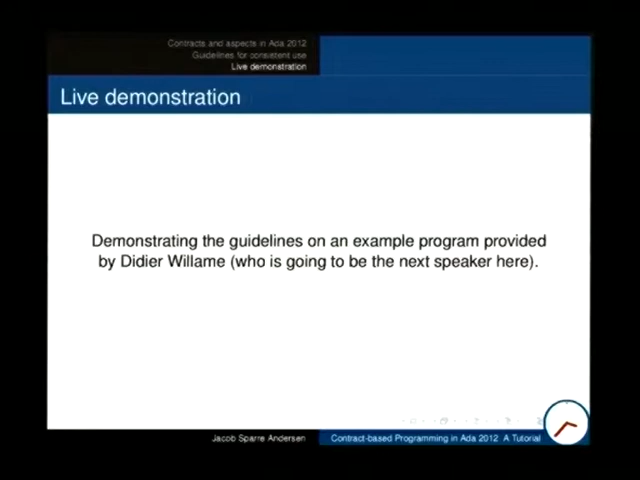 Contracts and aspects in Ada 2012
Guidelines for consistent use
Live demonstration
Live demonstration
Demonstrating the guidelines on an example program provided
by Didier Willame (who is going to be the next speaker here).
Jacob Sparre Andersen
Contract-based Programming in Ada 2012 A Tutorial